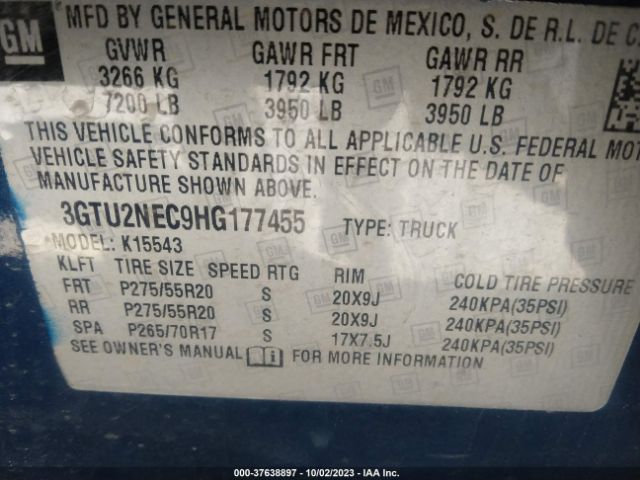 GM
MFD BY GENERAL MOTORS DE MEXICO, S. DE R.L. DE C
GVWR GAWR FRT GAWR RR
3266 KG 1792 KG 1792 KG
7200 LB 3950 LB 3950 LB
THIS VEHICLE CONFORMS TO ALL APPLICABLE U.S. FEDERAL MOT
VEHICLE SAFETY STANDARDS IN EFFECT ON THE DATE OF
MANUFACTURE SHOWN ABOVE.
3GTU2NEC9HG177455 TYPE: TRUCK
MODEL: K15543
KLFT TIRE SIZE SPEED RTG RIM COLD TIRE PRESSURE
FRT P275/55R20 S 20X9J 240KPA(35PSI)
RR P275/55R20 S 20X9J 240KPA(35PSI)
SPA P265/70R17 S 17X7.5J 240KPA(35PSI)
SEE OWNER'S MANUAL FOR MORE INFORMATION
000-37638897 - 10/02/2023 - IAA Inc.